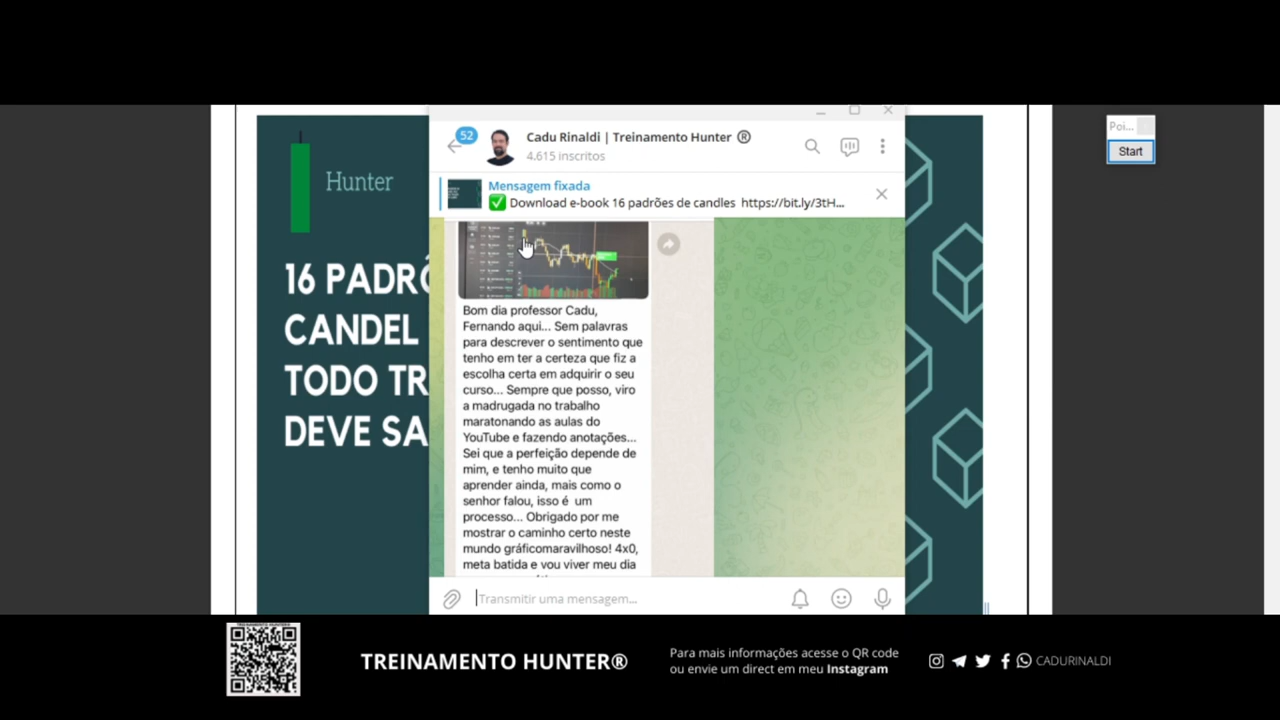 Cadu Rinaldi | Treinamento Hunter ®
52
4.615 inscritos
Mensagem fixada
✅ Download e-book 16 padrões de candles https://bit.ly/3tH...
Poi...
Start
Hunter
16 PADRÕ
CANDEL
TODO TR
DEVE SA
Bom dia professor Cadu,
Fernando aqui... Sem palavras
para descrever o sentimento que
tenho em ter a certeza que fiz a
escolha certa em adquirir o seu
curso... Sempre que posso, viro
a madrugada no trabalho
maratonando as aulas do
YouTube e fazendo anotações...
Sei que a perfeição depende de
mim, e tenho muito que
aprender ainda, mais como o
senhor falou, isso é um
processo... Obrigado por me
mostrar o caminho certo neste
mundo gráficomaravilhoso! 4x0,
meta batida e vou viver meu dia
Transmitir uma mensagem...
TREINAMENTO HUNTER®
Para mais informações acesse o QR code
ou envie um direct em meu Instagram
CADURINALDI